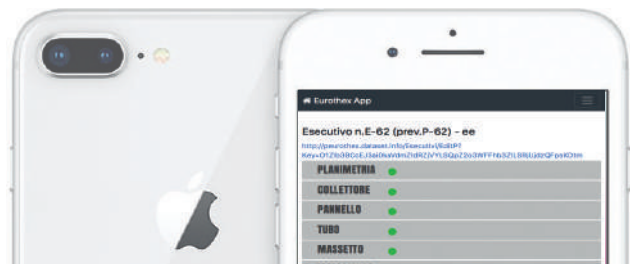 Eurothex App
Esecutivo n.E-62 (prev.P-62) - ee
PLANIMETRIA
COLLETTORE
PANNELLO
TUBO
MASSETTO